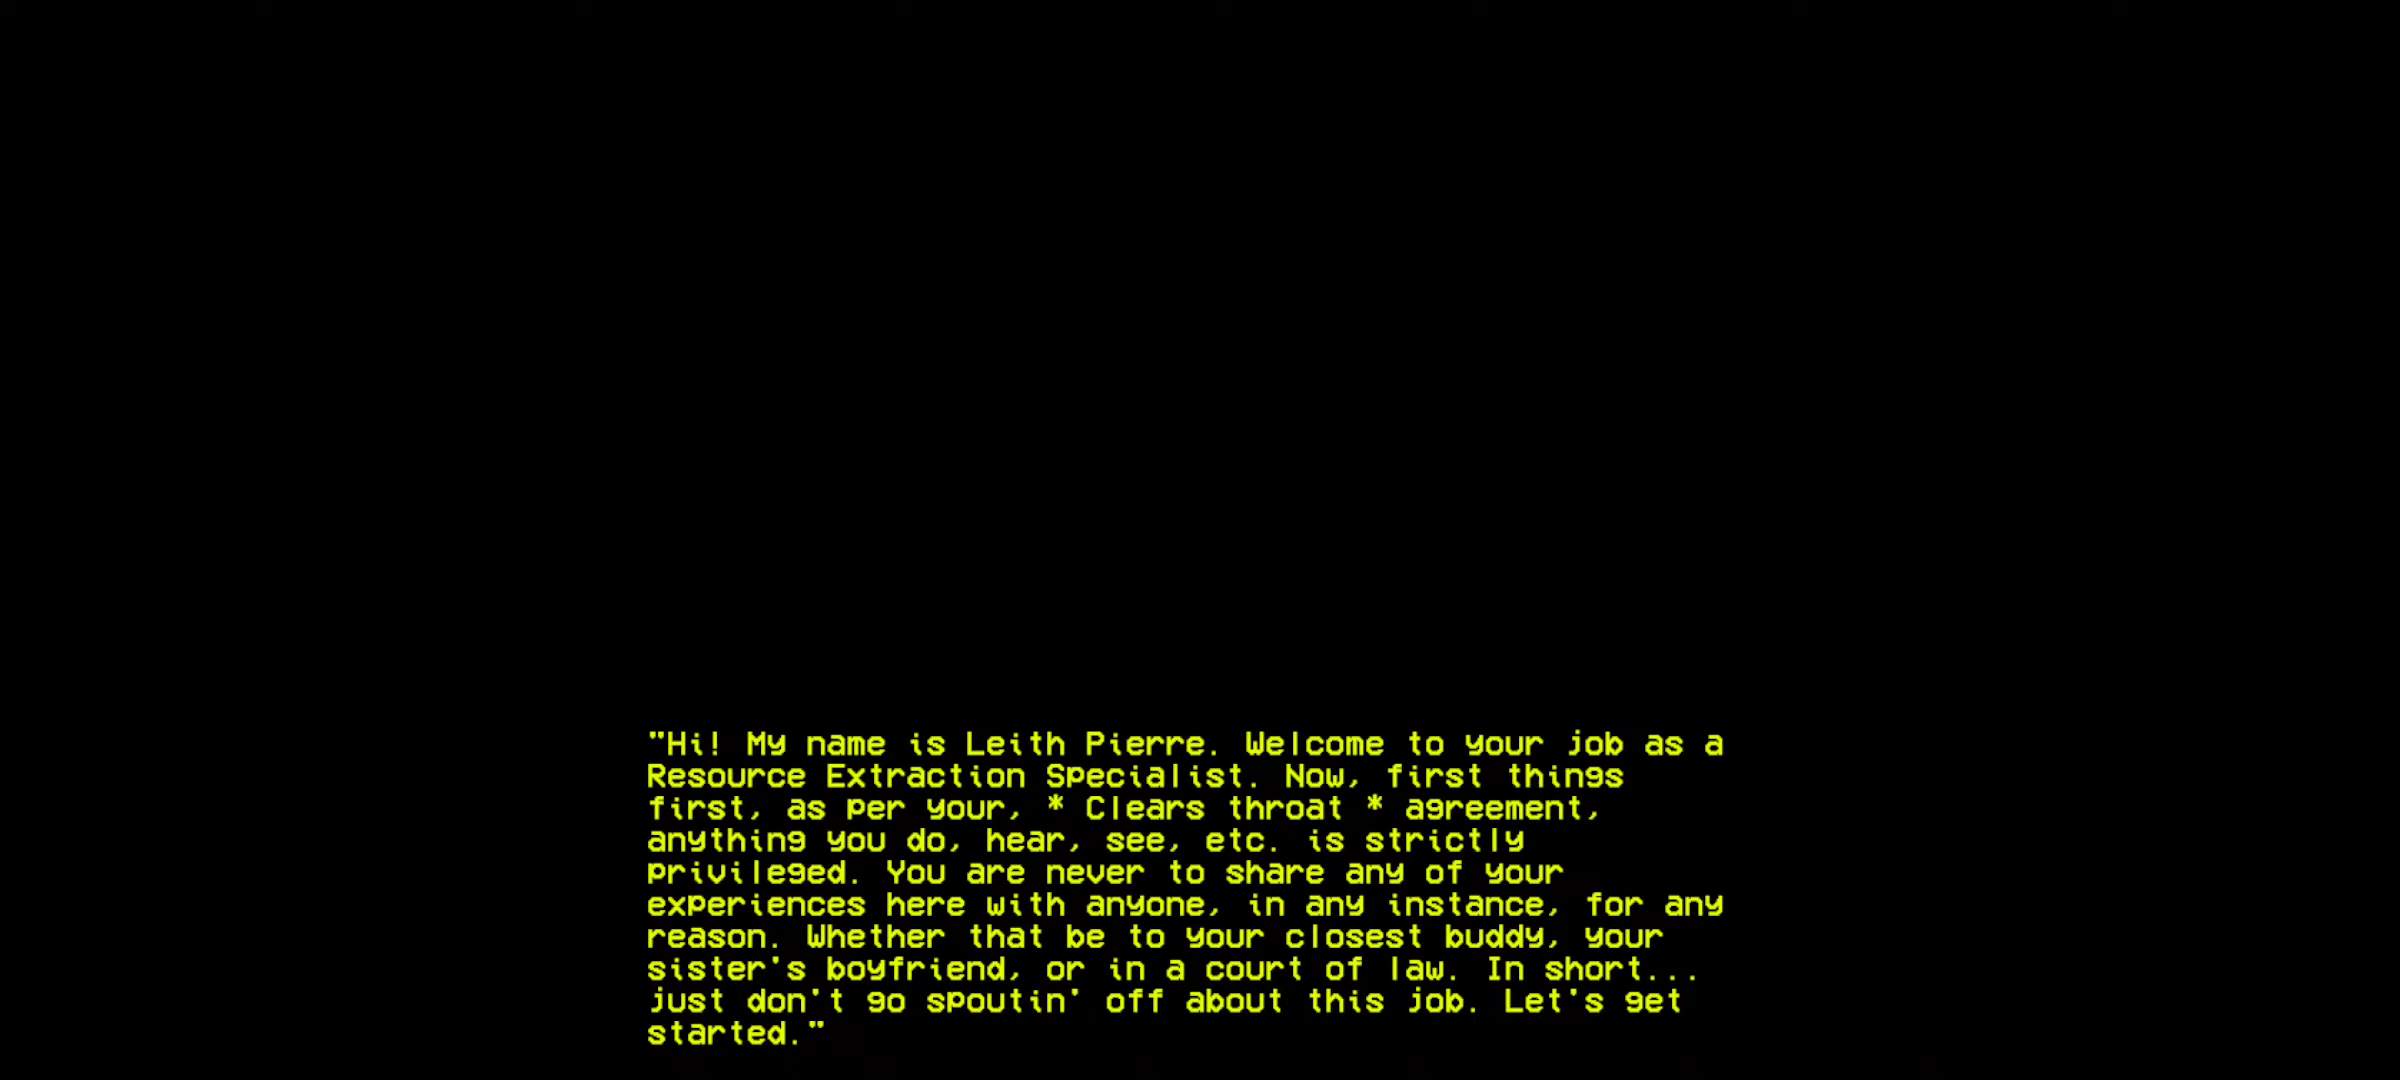 "Hi! My name is Leith Pierre. Welcome to your job as a
Resource Extraction Specialist. Now, first things
first, as per your, * Clears throat * agreement,
anything you do, hear, see, etc. is strictly
privileged. You are never to share any of your
experiences here with anyone, in any instance, for any
reason. Whether that be to your closest buddy, your
sister's boyfriend, or in a court of law. In short...
just don't go spoutin' off about this job. Let's get
started."